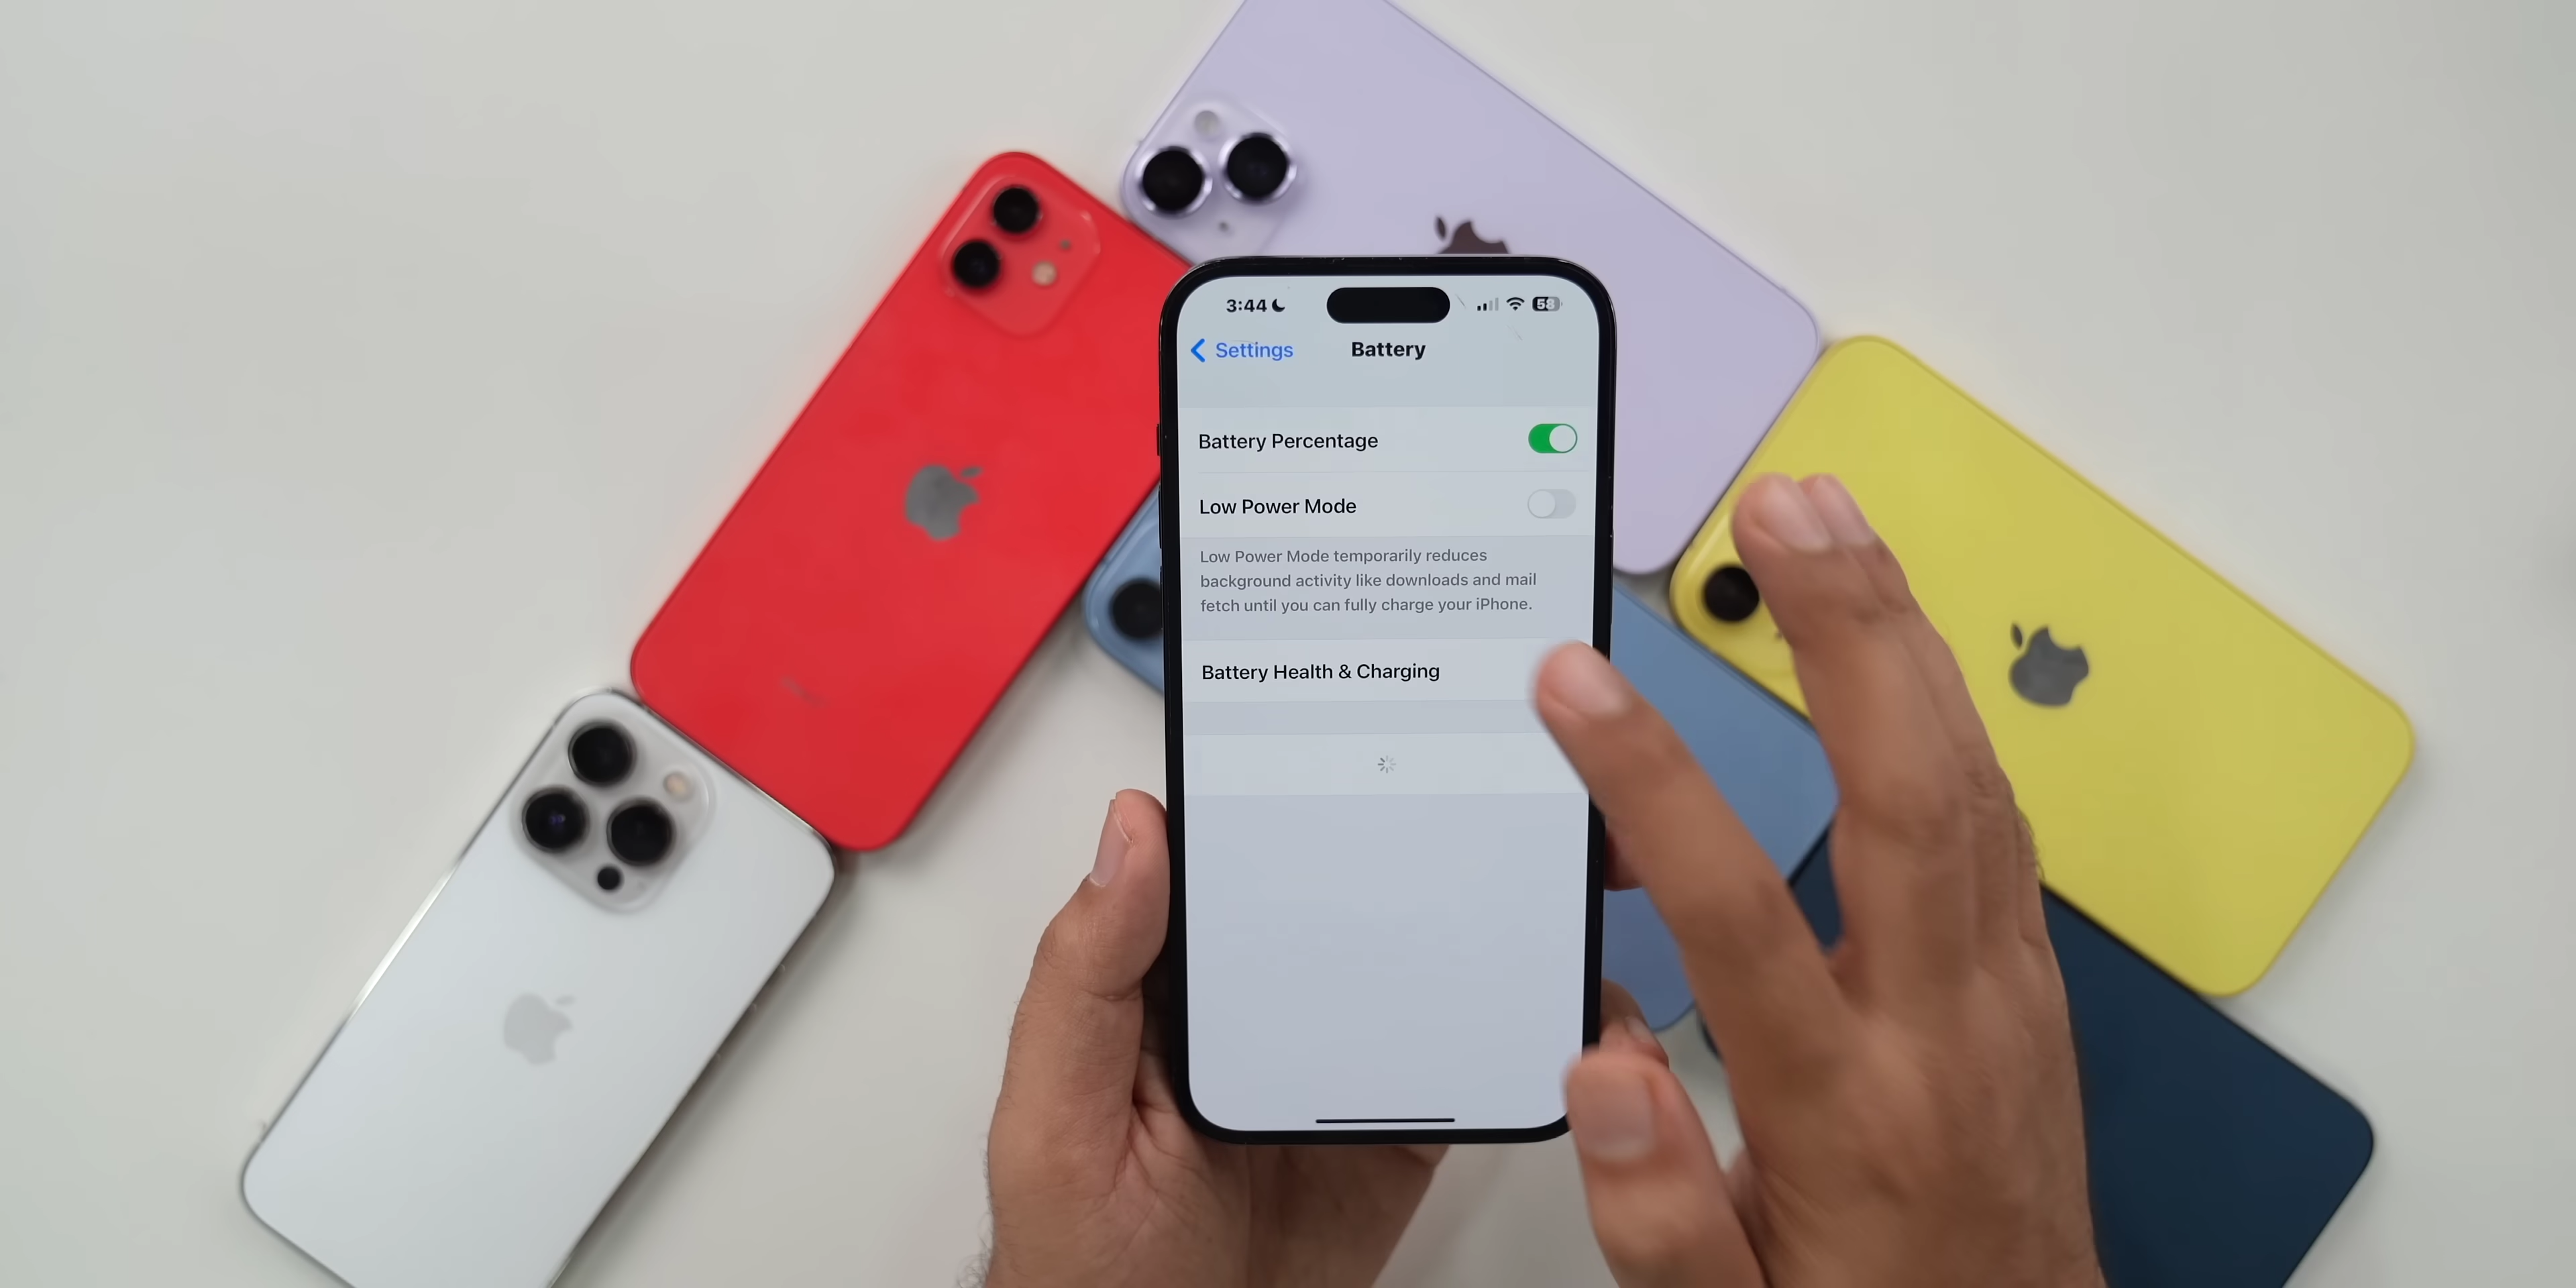 3:44
58
Settings
Battery
Battery Percentage
Low Power Mode
Low Power Mode temporarily reduces
background activity like downloads and mail
fetch until you can fully charge your iPhone.
Battery Health & Charging